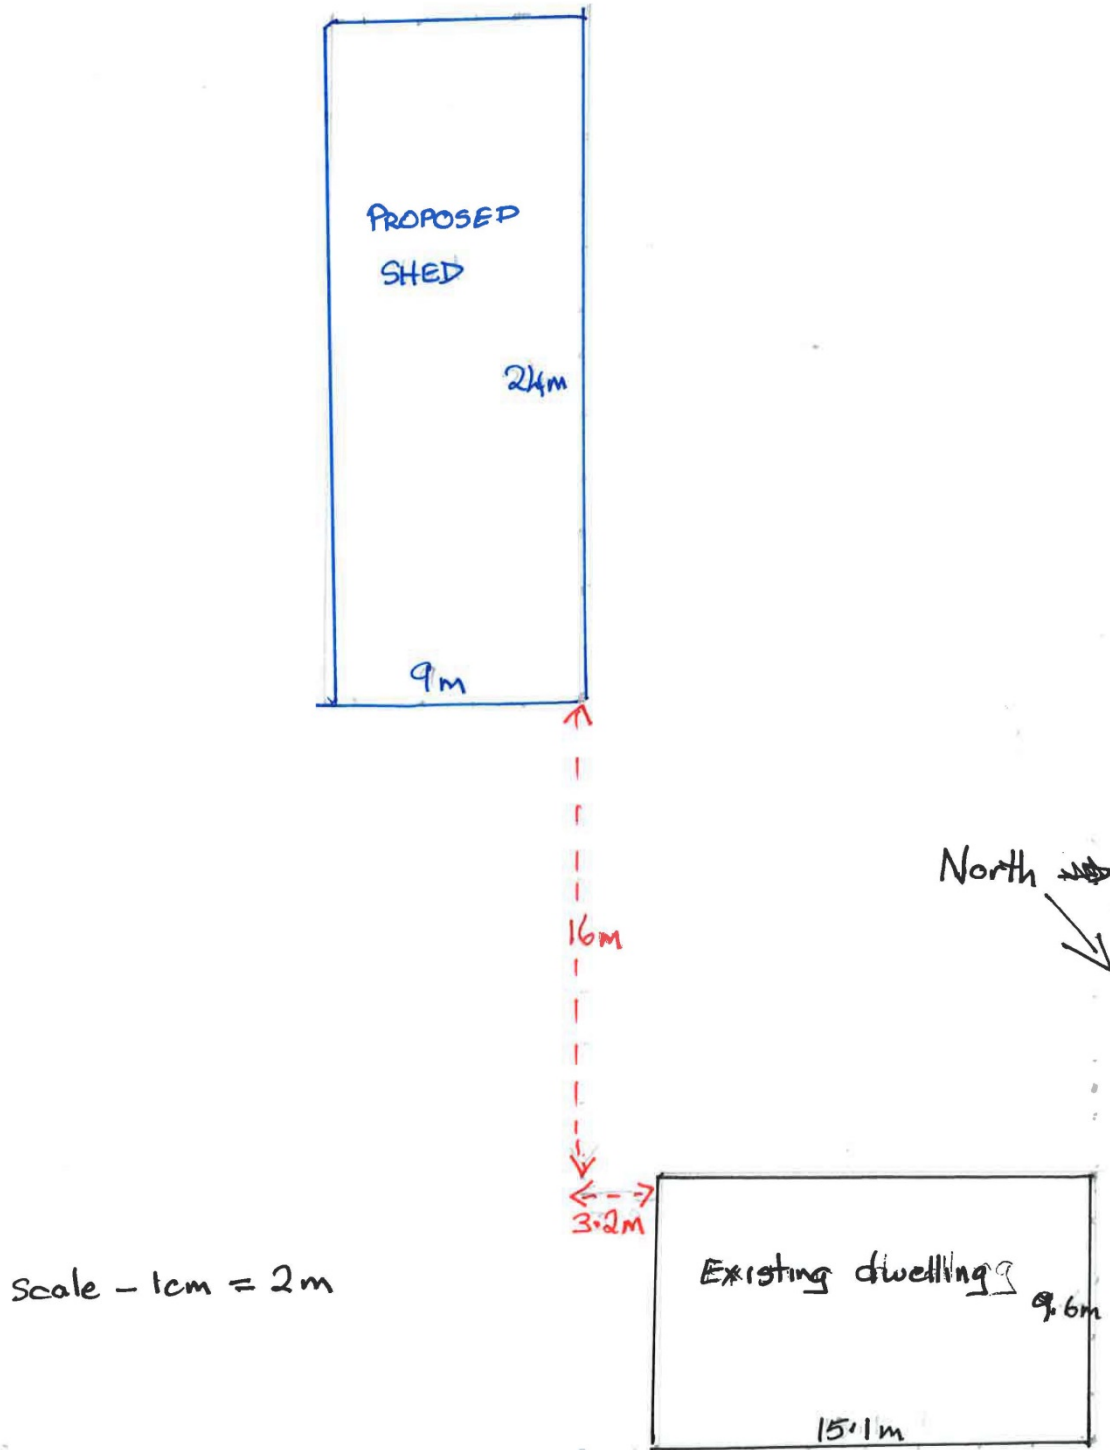 PROPOSED
SHED
24m
9m
North
16m
3.2m
Existing dwelling
9.6m
scale - 1cm = 2m
15.1m